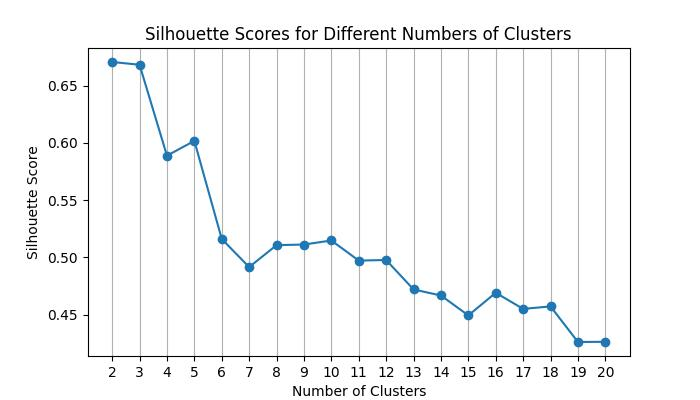 Silhouette Scores for Different Numbers of Clusters
0.65
0.60
0.55
0.50
0.45
Silhouette Score
2 3 4 5 6 7 8 9 10 11 12 13 14 15 16 17 18 19 20
Number of Clusters